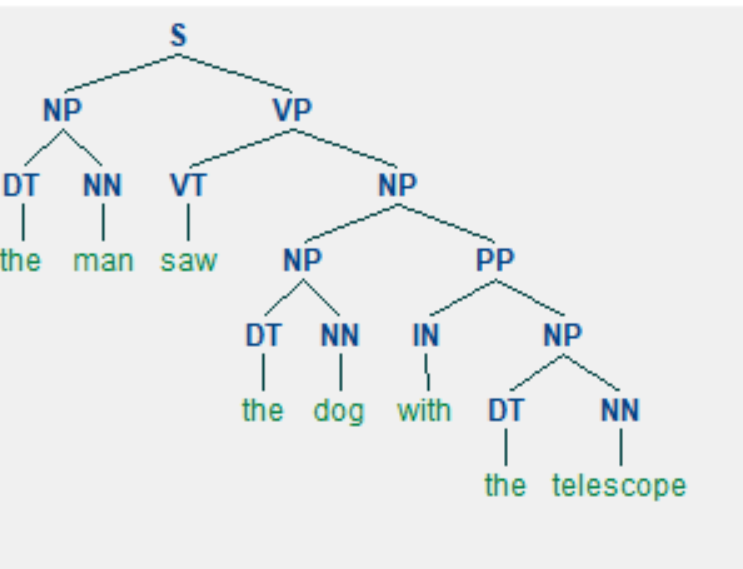 S
NP VP
DT NN VT NP
the man saw NP PP
DT NN IN NP
the dog with DT NN
the telescope